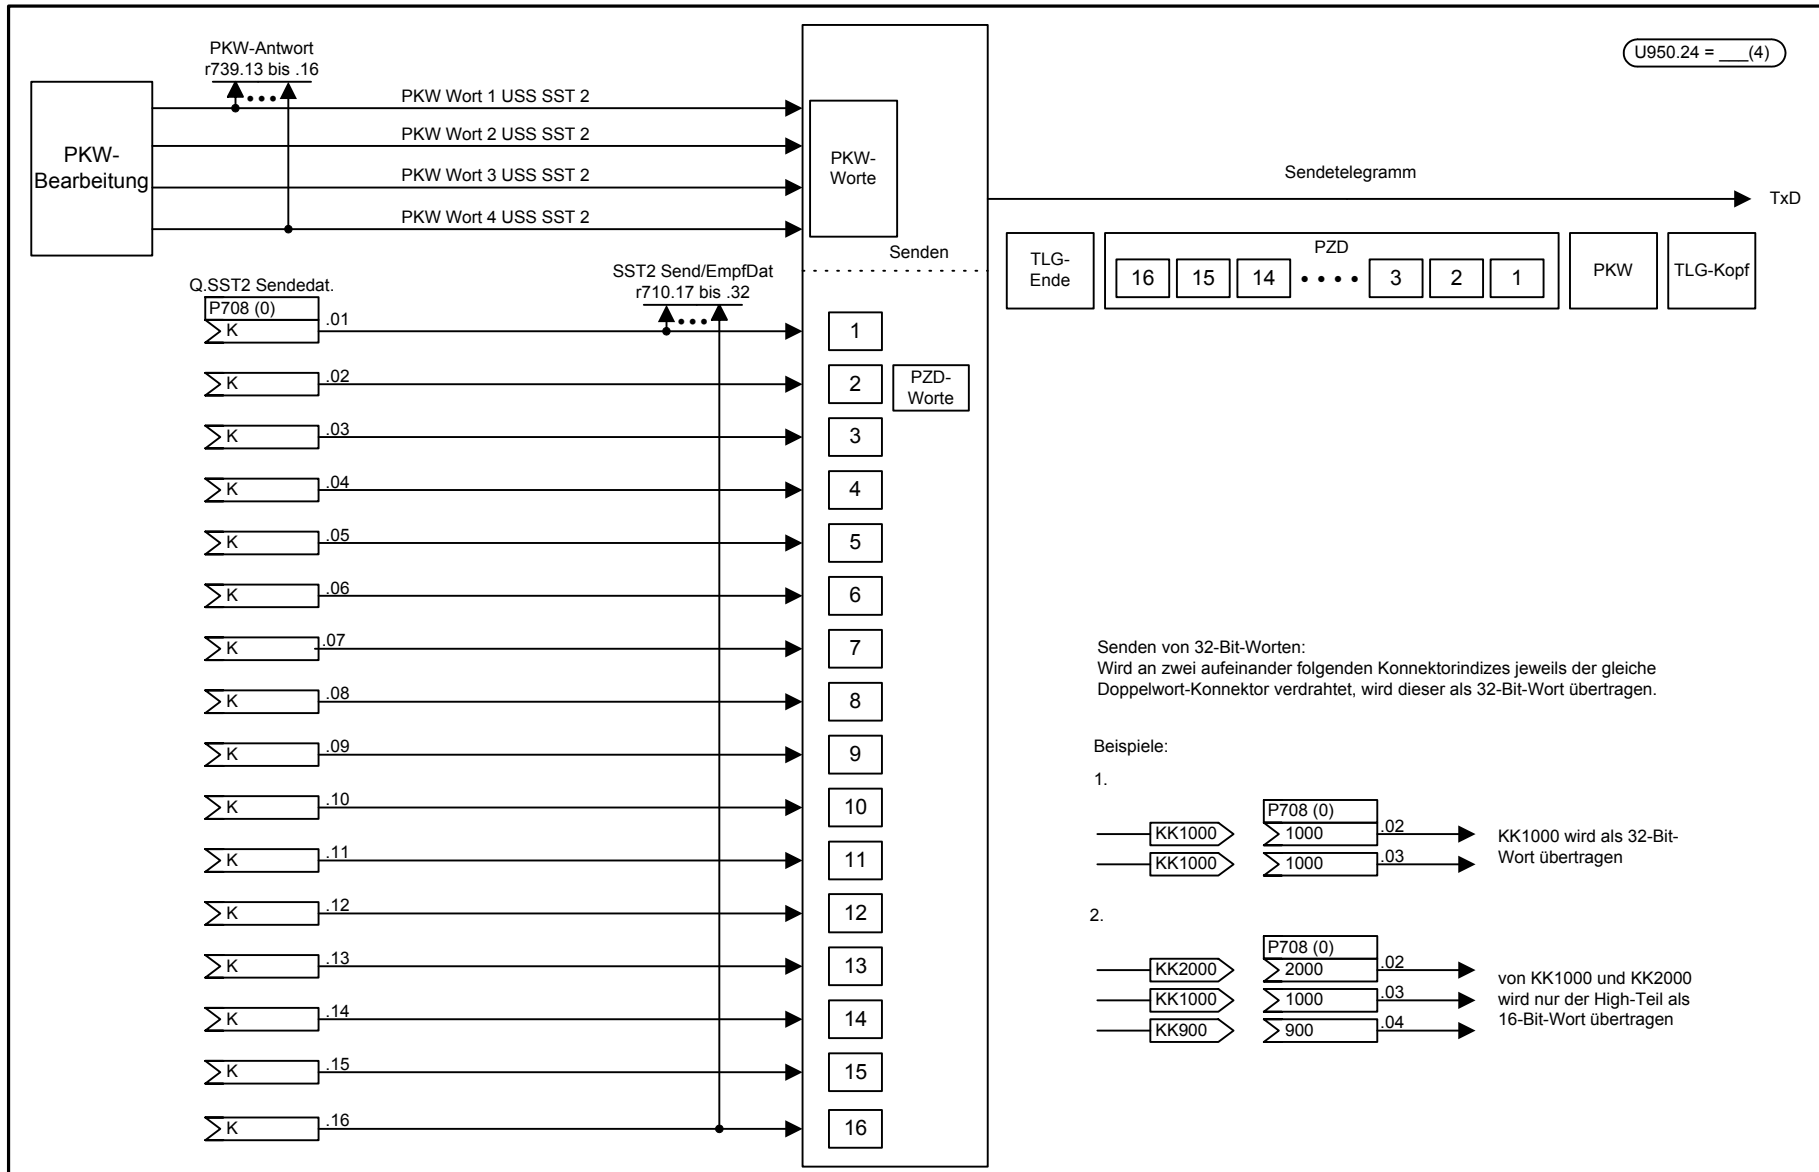 U950.24 = ___(4)
PKW-Antwort
r739.13 bis .16
PKW-
Bearbeitung
PKW Wort 1 USS SST 2
PKW Wort 2 USS SST 2
PKW Wort 3 USS SST 2
PKW Wort 4 USS SST 2
PKW-
Worte
Senden
Sendetelegramm
TxD
TLG-
Ende
PZD
16 15 14 3 2 1
PKW
TLG-Kopf
Q.SST2 Sendedat.
P708 (0)
SST2 Send/EmpfDat
r710.17 bis .32
K .01 1
K .02 2
PZD-
Worte
K .03 3
K .04 4
K .05 5
K .06 6
K .07 7
K .08 8
K .09 9
K .10 10
K .11 11
K .12 12
K .13 13
K .14 14
K .15 15
K .16 16
Senden von 32-Bit-Worten:
Wird an zwei aufeinander folgenden Konnektorindizes jeweils der gleiche
Doppelwort-Konnektor verdrahtet, wird dieser als 32-Bit-Wort übertragen.
Beispiele:
1.
P708 (0)
KK1000 1000 .02
KK1000 1000 .03
KK1000 wird als 32-Bit-
Wort übertragen
2.
P708 (0)
KK2000 2000 .02
KK1000 1000 .03
KK900 900 .04
von KK1000 und KK2000
wird nur der High-Teil als
16-Bit-Wort übertragen